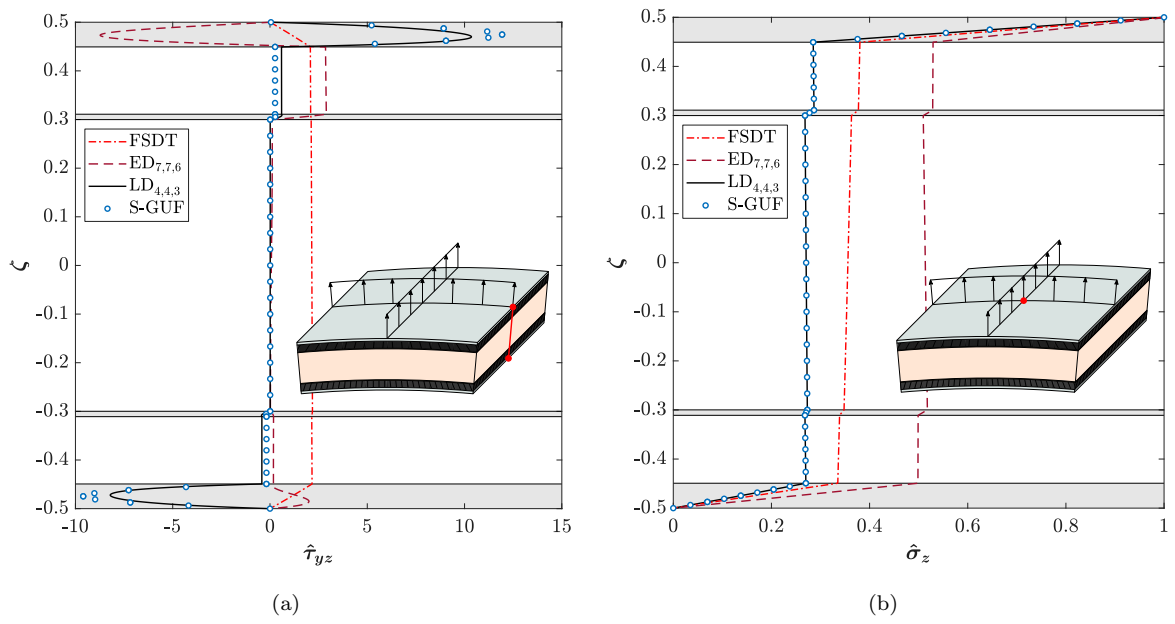 0.5
0.4
0.3
0.2
0.1
0
-0.1
-0.2
-0.3
-0.4
-0.5
ζ
FSDT
ED7,7,6
LD4,4,3
S-GUF
-10 -5 0 5 10 15
τ̂yz
(a)
0.5
0.4
0.3
0.2
0.1
0
-0.1
-0.2
-0.3
-0.4
-0.5
ζ
FSDT
ED7,7,6
LD4,4,3
S-GUF
0 0.2 0.4 0.6 0.8 1
σ̂z
(b)